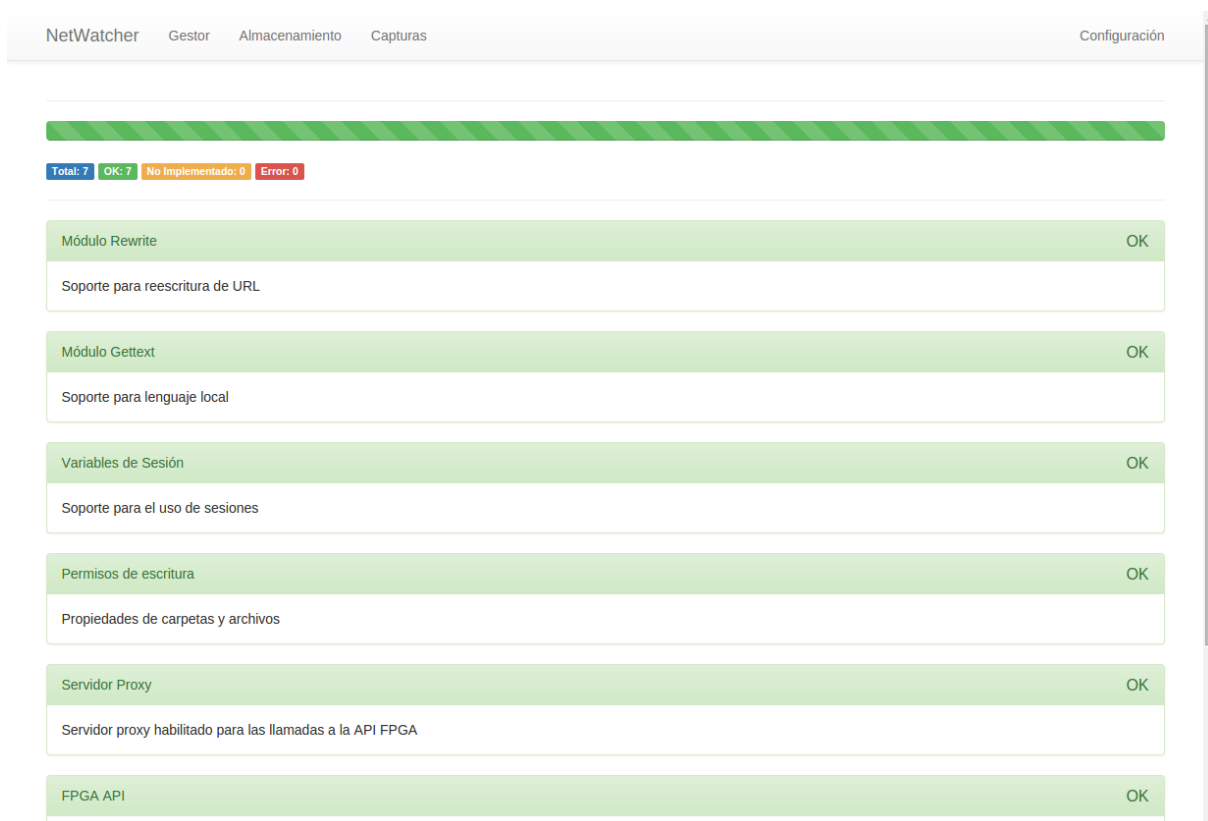 NetWatcher Gestor Almacenamiento Capturas Configuración
Total: 7 OK: 7 No Implementado: 0 Error: 0
Módulo Rewrite OK
Soporte para reescritura de URL
Módulo Gettext OK
Soporte para lenguaje local
Variables de Sesión OK
Soporte para el uso de sesiones
Permisos de escritura OK
Propiedades de carpetas y archivos
Servidor Proxy OK
Servidor proxy habilitado para las llamadas a la API FPGA
FPGA API OK